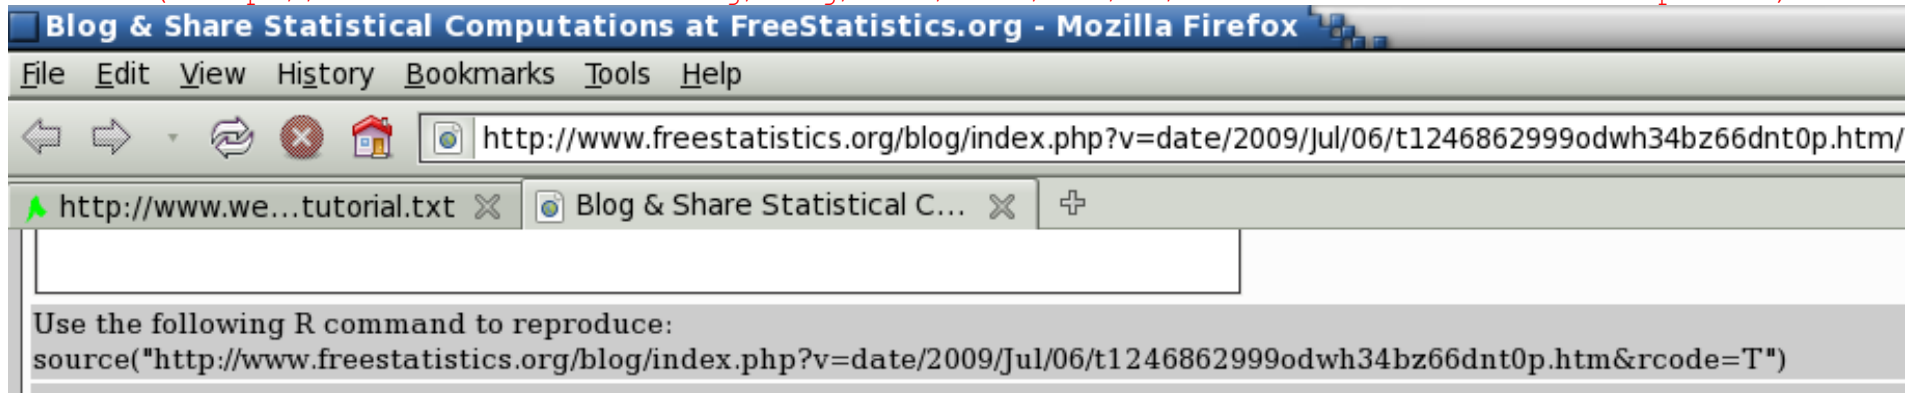 Blog & Share Statistical Computations at FreeStatistics.org - Mozilla Firefox
File Edit View History Bookmarks Tools Help
http://www.freestatistics.org/blog/index.php?v=date/2009/Jul/06/t1246862999odwh34bz66dnt0p.htm/
http://www.we...tutorial.txt Blog & Share Statistical C...
Use the following R command to reproduce:
source("http://www.freestatistics.org/blog/index.php?v=date/2009/Jul/06/t1246862999odwh34bz66dnt0p.htm&rcode=T")